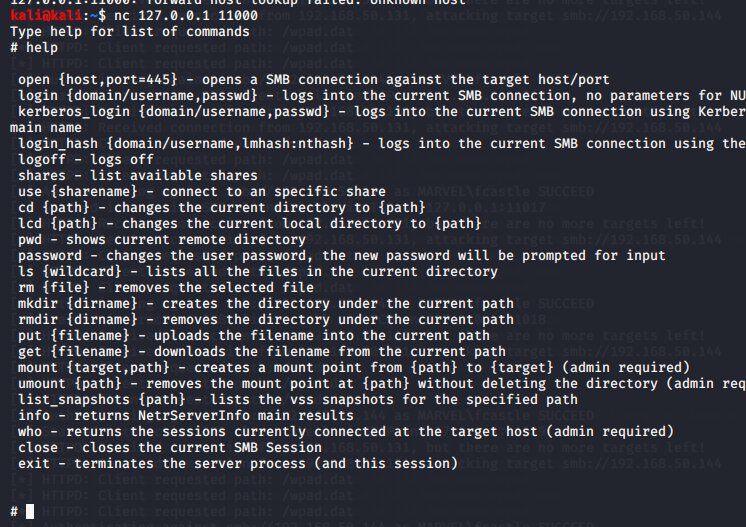 127.0.0.1:11000: forward host lookup failed: Unknown host
kali@kali:~$ nc 127.0.0.1 11000
Type help for list of commands
# help
open {host,port=445} - opens a SMB connection against the target host/port
login {domain/username,passwd} - logs into the current SMB connection, no parameters for NU
kerberos_login {domain/username,passwd} - logs into the current SMB connection using Kerber
main name
login_hash {domain/username,lmhash:nthash} - logs into the current SMB connection using the
logoff - logs off
shares - list available shares
use {sharename} - connect to an specific share
cd {path} - changes the current directory to {path}
lcd {path} - changes the current local directory to {path}
pwd - shows current remote directory
password - changes the user password, the new password will be prompted for input
ls {wildcard} - lists all the files in the current directory
rm {file} - removes the selected file
mkdir {dirname} - creates the directory under the current path
rmdir {dirname} - removes the directory under the current path
put {filename} - uploads the filename into the current path
get {filename} - downloads the filename from the current path
mount {target,path} - creates a mount point from {path} to {target} (admin required)
umount {path} - removes the mount point at {path} without deleting the directory (admin req
list_snapshots {path} - lists the vss snapshots for the specified path
info - returns NetrServerInfo main results
who - returns the sessions currently connected at the target host (admin required)
close - closes the current SMB Session
exit - terminates the server process (and this session)
#